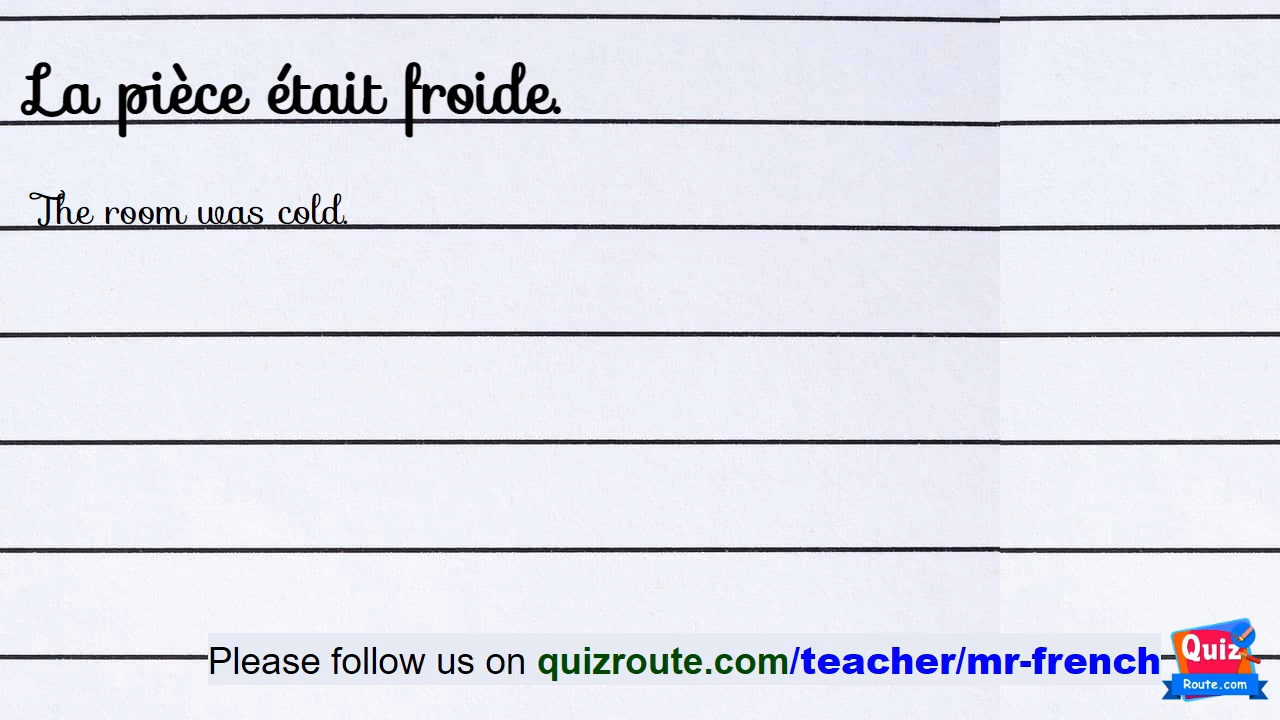 La pièce était froide.
The room was cold.
Please follow us on quizroute.com/teacher/mr-french
Quiz
Route.com